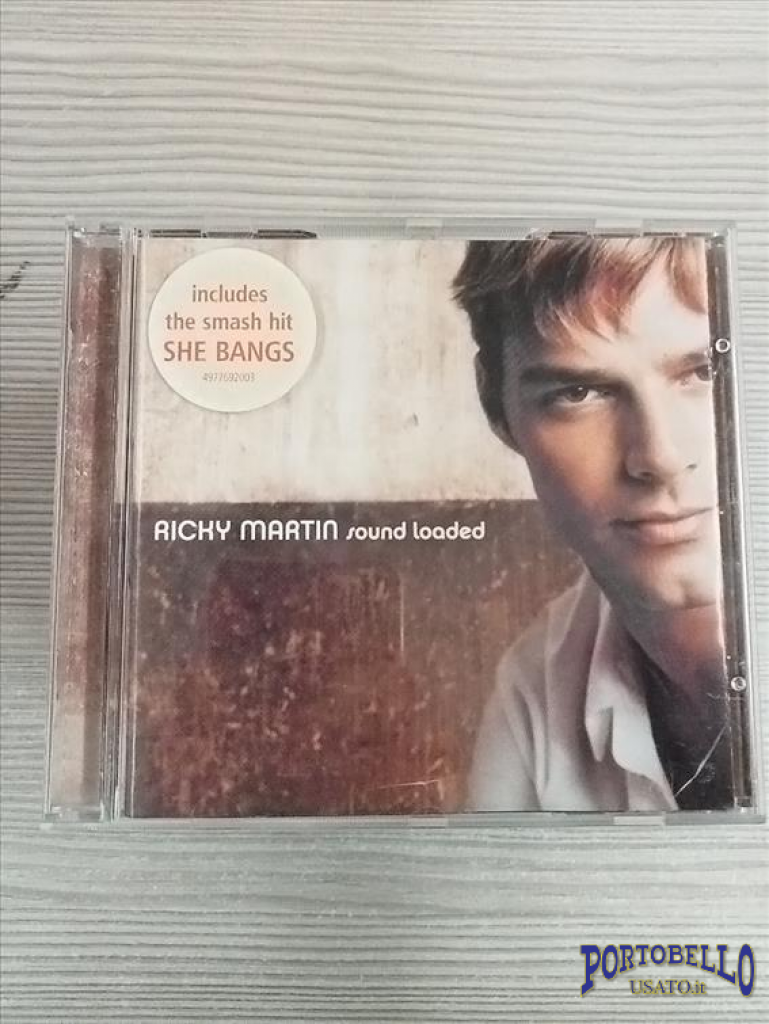 includes
the smash hit
SHE BANGS
4977692003
RICKY MARTIN sound loaded
PORTOBELLO
USATO.it